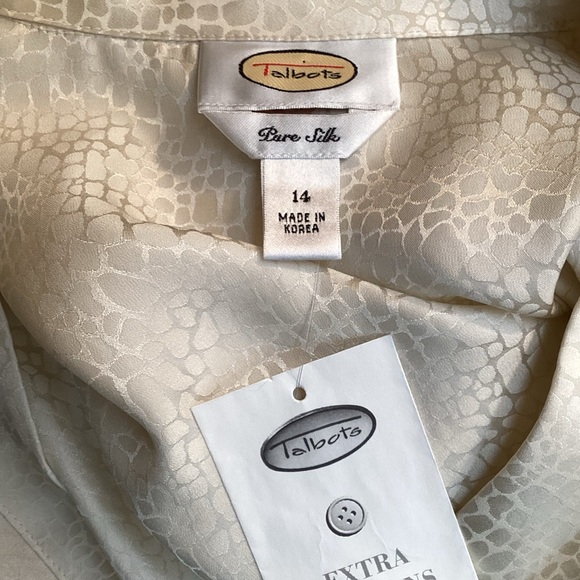 Talbots
Pure Silk
14
MADE IN
KOREA
Talbots
EXTRA